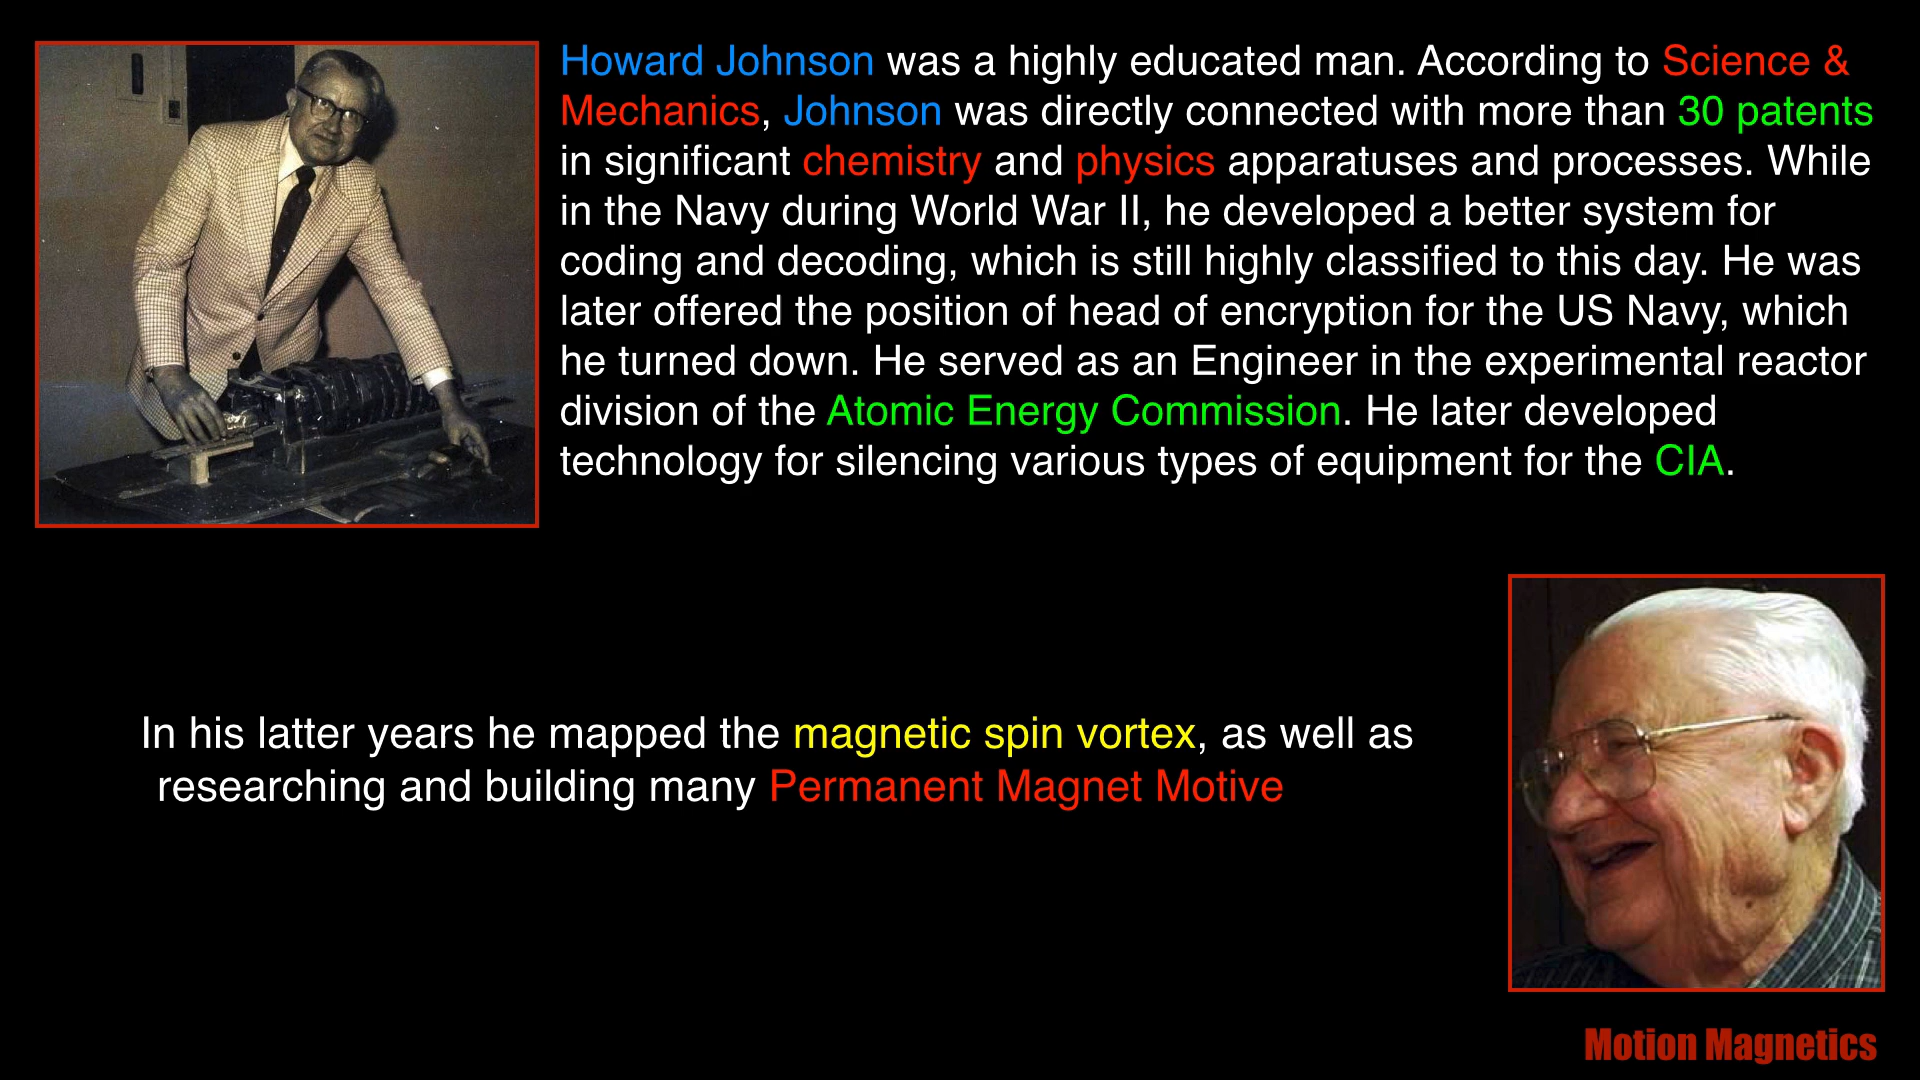 Howard Johnson was a highly educated man. According to Science &
Mechanics, Johnson was directly connected with more than 30 patents
in significant chemistry and physics apparatuses and processes. While
in the Navy during World War II, he developed a better system for
coding and decoding, which is still highly classified to this day. He was
later offered the position of head of encryption for the US Navy, which
he turned down. He served as an Engineer in the experimental reactor
division of the Atomic Energy Commission. He later developed
technology for silencing various types of equipment for the CIA.
In his latter years he mapped the magnetic spin vortex, as well as
researching and building many Permanent Magnet Motive
Motion Magnetics